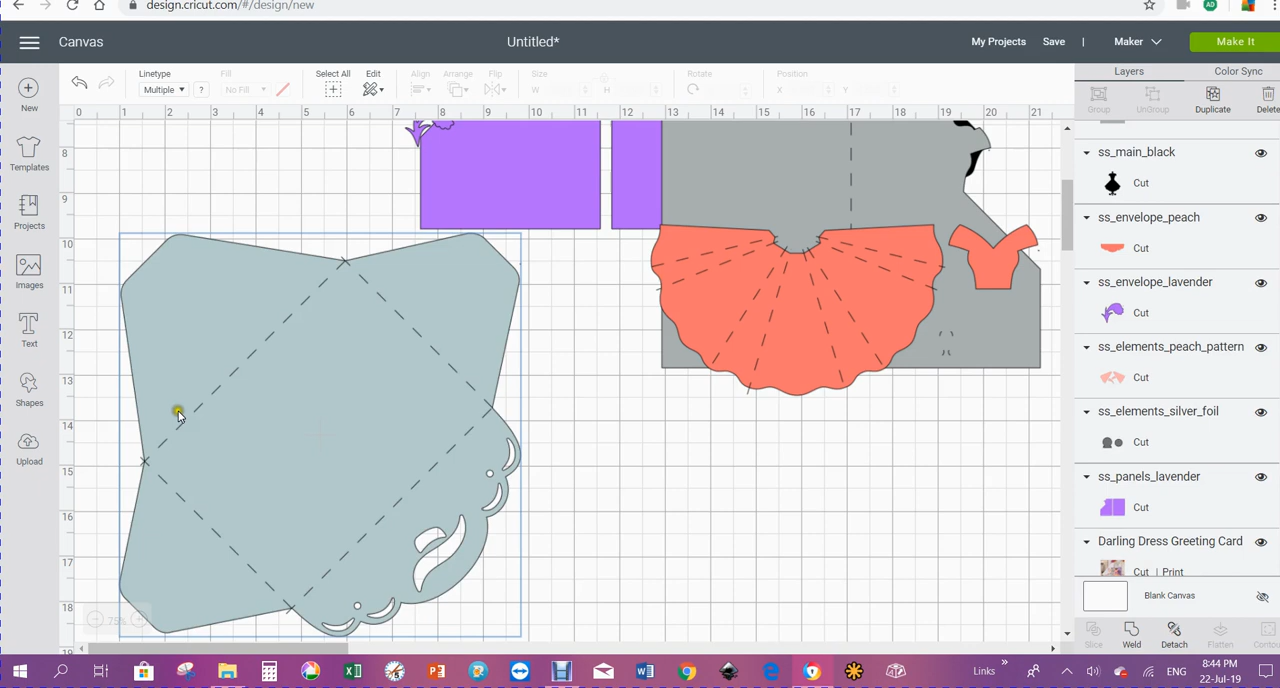 design.cricut.com/#/design/new
Canvas
Untitled*
My Projects Save | Maker Make It
Linetype
Multiple ?
Fill
No Fill
Select All
Edit
Align
Arrange
Flip
Size
W
H
Rotate
Position
X
Y
Layers
Color Sync
Group
UnGroup
Duplicate
Delete
New
Templates
Projects
Images
Text
Shapes
Upload
0 1 2 3 4 5 6 7 8 9 10 11 12 13 14 15 16 17 18 19 20 21
8
9
10
11
12
13
14
15
16
17
18
19
75%
ss_main_black
Cut
ss_envelope_peach
Cut
ss_envelope_lavender
Cut
ss_elements_peach_pattern
Cut
ss_elements_silver_foil
Cut
ss_panels_lavender
Cut
Darling Dress Greeting Card
Cut | Print
Blank Canvas
Slice
Weld
Detach
Flatten
Contou
Links
ENG
8:44 PM
22-Jul-19